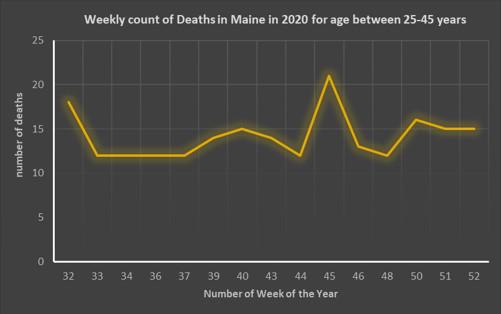 Weekly count of Deaths in Maine in 2020 for age between 25-45 years
25
20
15
10
5
0
number of deaths
32 33 34 36 37 39 40 43 44 45 46 48 50 51 52
Number of Week of the Year